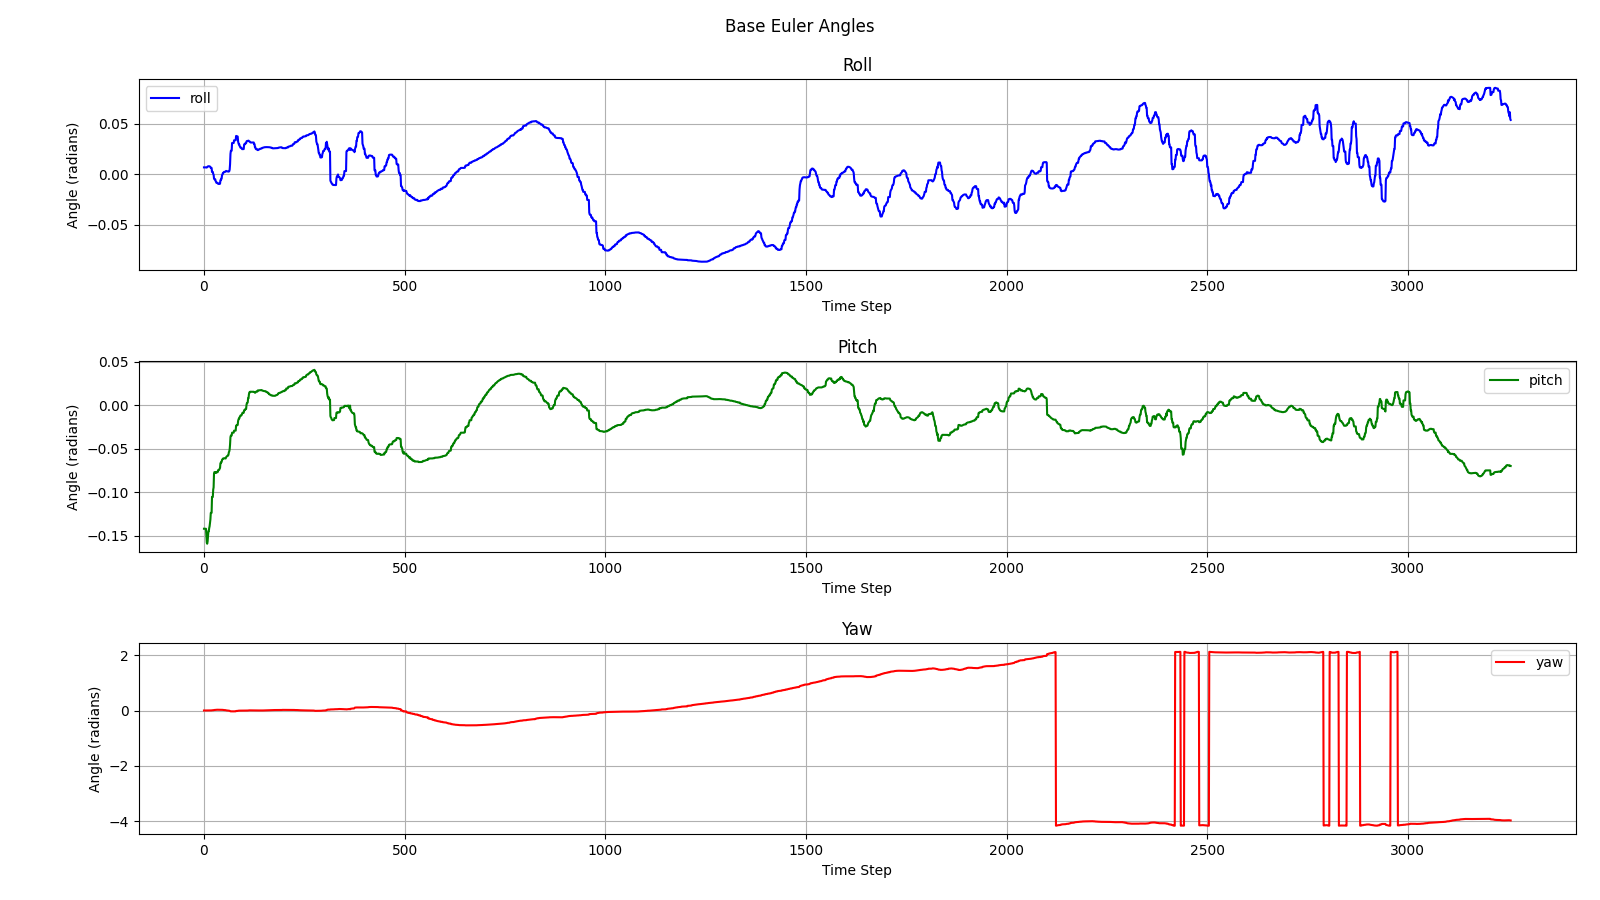 Base Euler Angles
Roll
roll
Angle (radians)
0.05
0.00
−0.05
0 500 1000 1500 2000 2500 3000
Time Step
Pitch
pitch
Angle (radians)
0.05
0.00
−0.05
−0.10
−0.15
0 500 1000 1500 2000 2500 3000
Time Step
Yaw
yaw
Angle (radians)
2
0
−2
−4
0 500 1000 1500 2000 2500 3000
Time Step